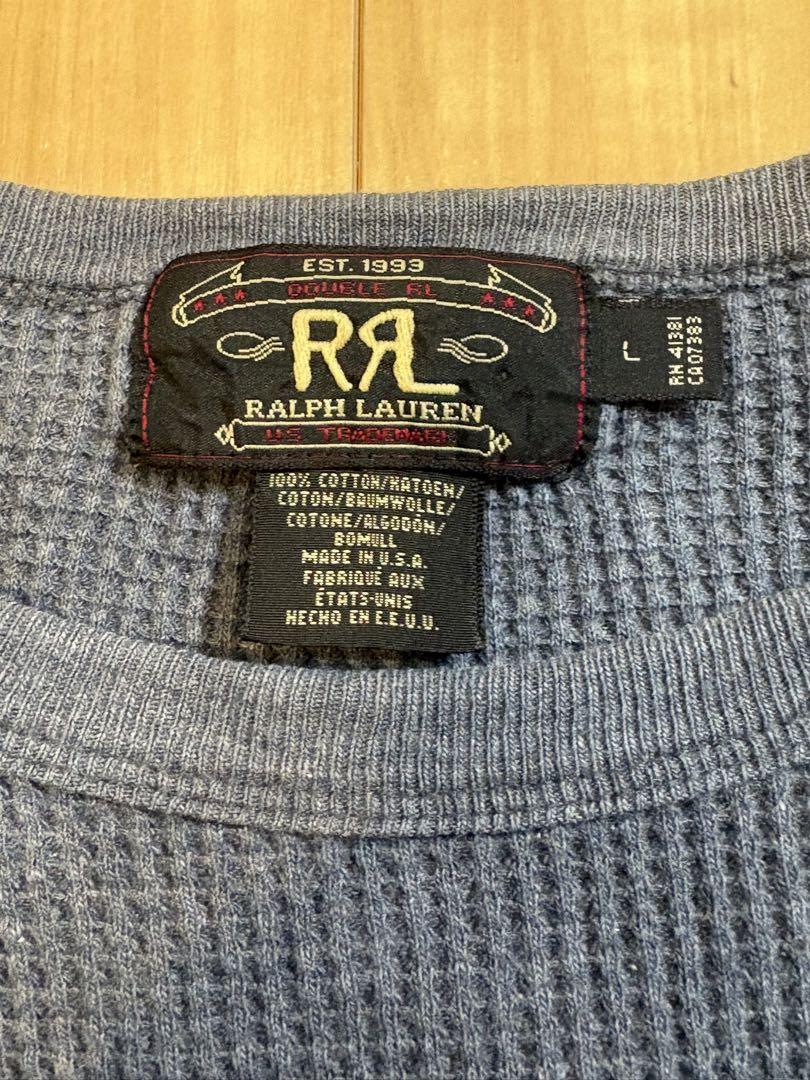 EST. 1993
DOUBLE RL
RRL
RALPH LAUREN
U.S. TRADEMARK
L
RN 41381
CA07383
100% COTTON/KATOEN/
COTON/BAUMWOLLE/
COTONE/ALGODÓN/
BOMULL
MADE IN U.S.A.
FABRIQUÉ AUX
ÉTATS-UNIS
HECHO EN E.E.U.U.